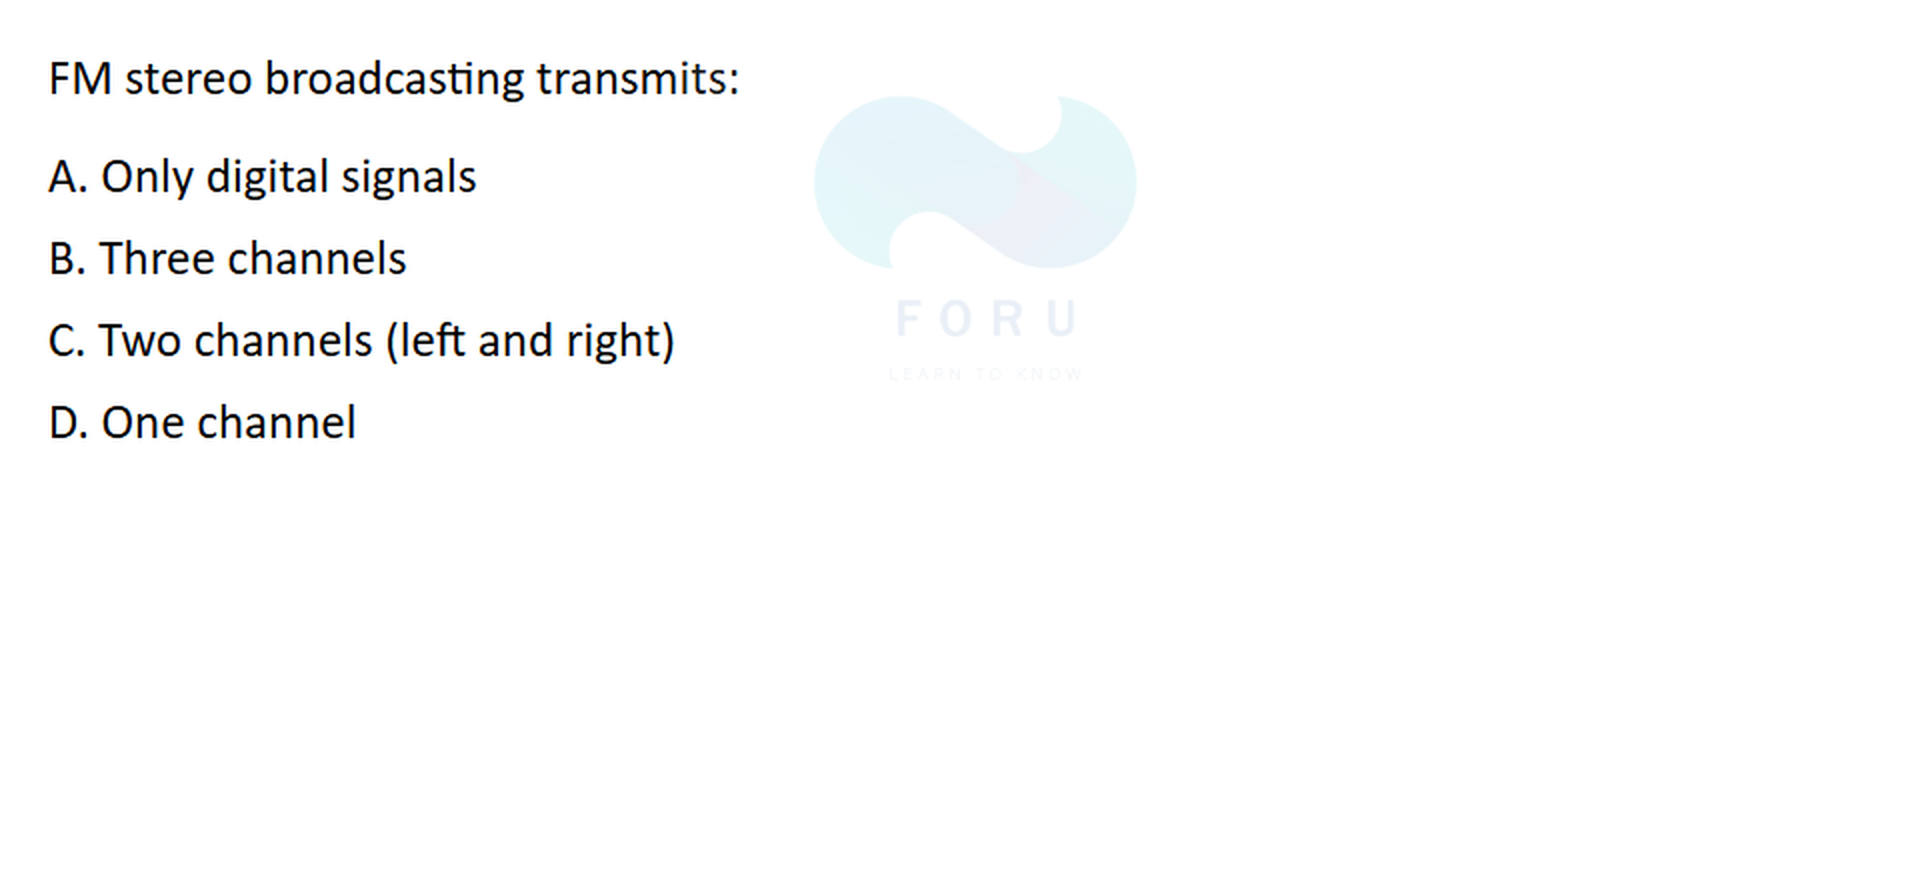 FM stereo broadcasting transmits:
A. Only digital signals
B. Three channels
C. Two channels (left and right)
D. One channel
FORU
LEARN TO KNOW